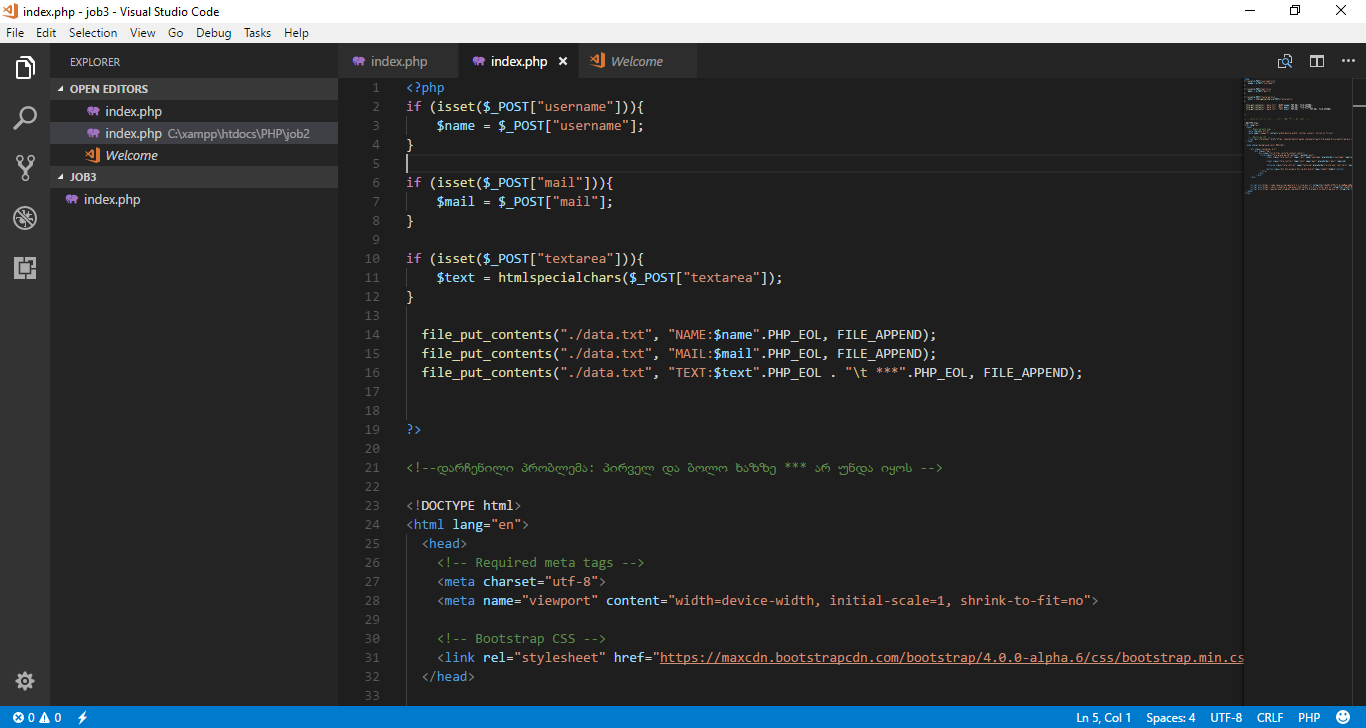 index.php - job3 - Visual Studio Code
File Edit Selection View Go Debug Tasks Help
EXPLORER
OPEN EDITORS
index.php
index.php C:\xampp\htdocs\PHP\job2
Welcome
JOB3
index.php
index.php index.php Welcome
1 <?php
2 if (isset($_POST["username"])){
3 $name = $_POST["username"];
4 }
5
6 if (isset($_POST["mail"])){
7 $mail = $_POST["mail"];
8 }
9
10 if (isset($_POST["textarea"])){
11 $text = htmlspecialchars($_POST["textarea"]);
12 }
13
14 file_put_contents("./data.txt", "NAME:$name".PHP_EOL, FILE_APPEND);
15 file_put_contents("./data.txt", "MAIL:$mail".PHP_EOL, FILE_APPEND);
16 file_put_contents("./data.txt", "TEXT:$text".PHP_EOL . "\t ***".PHP_EOL, FILE_APPEND);
17
18
19 ?>
20
21 <!--დარჩენილი პრობლემა: პირველ და ბოლო ხაზზე *** არ უნდა იყოს -->
22
23 <!DOCTYPE html>
24 <html lang="en">
25 <head>
26 <!-- Required meta tags -->
27 <meta charset="utf-8">
28 <meta name="viewport" content="width=device-width, initial-scale=1, shrink-to-fit=no">
29
30 <!-- Bootstrap CSS -->
31 <link rel="stylesheet" href="https://maxcdn.bootstrapcdn.com/bootstrap/4.0.0-alpha.6/css/bootstrap.min.cs
32 </head>
33
0 0 Ln 5, Col 1 Spaces: 4 UTF-8 CRLF PHP